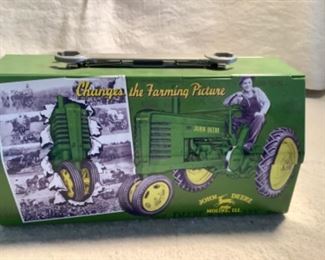 Changes the Farming Picture
JOHN DEERE
JOHN DEERE
MOLINE, ILL.